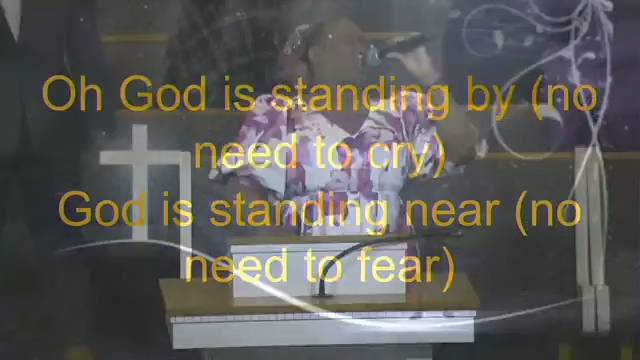 Oh God is standing by (no
need to cry)
God is standing near (no
need to fear)